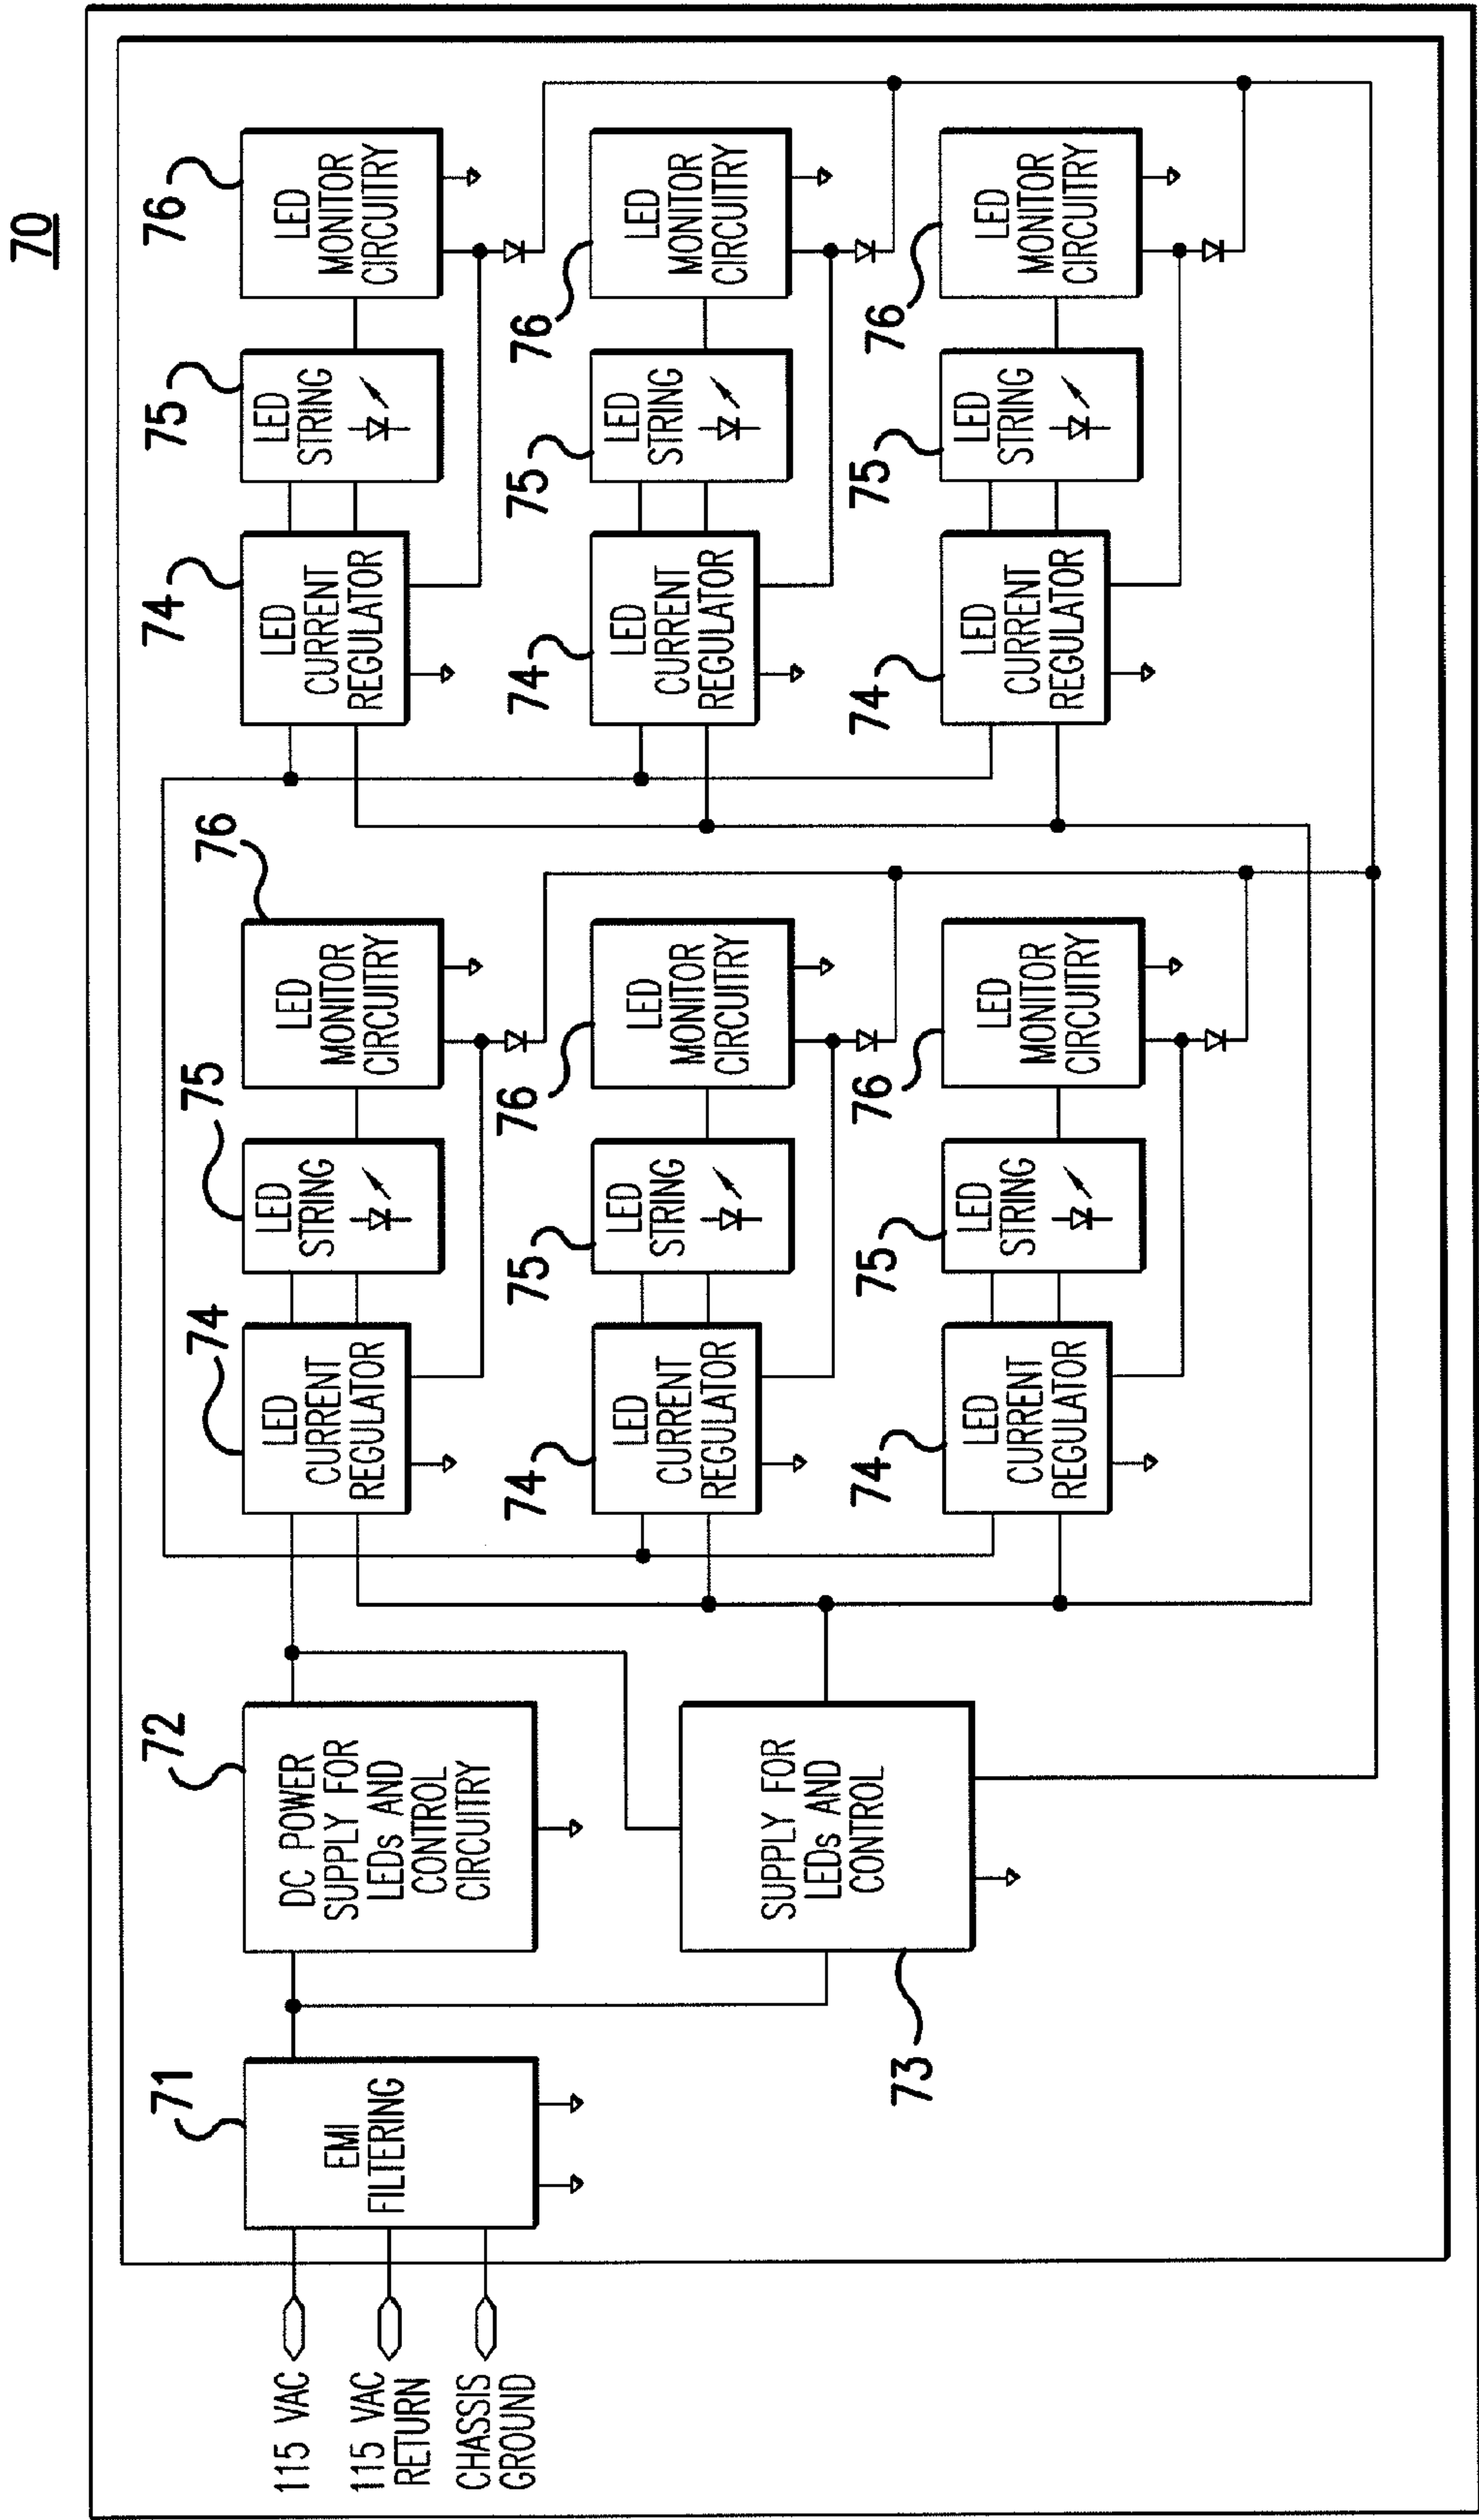 70
115 VAC
115 VAC
RETURN
CHASSIS
GROUND
71
EMI
FILTERING
72
DC POWER
SUPPLY FOR
LEDs AND
CONTROL
CIRCUITRY
73
SUPPLY FOR
LEDs AND
CONTROL
74
LED
CURRENT
REGULATOR
75
LED
STRING
76
LED
MONITOR
CIRCUITRY
74
LED
CURRENT
REGULATOR
75
LED
STRING
76
LED
MONITOR
CIRCUITRY
74
LED
CURRENT
REGULATOR
75
LED
STRING
76
LED
MONITOR
CIRCUITRY
74
LED
CURRENT
REGULATOR
75
LED
STRING
76
LED
MONITOR
CIRCUITRY
74
LED
CURRENT
REGULATOR
75
LED
STRING
76
LED
MONITOR
CIRCUITRY
74
LED
CURRENT
REGULATOR
75
LED
STRING
76
LED
MONITOR
CIRCUITRY